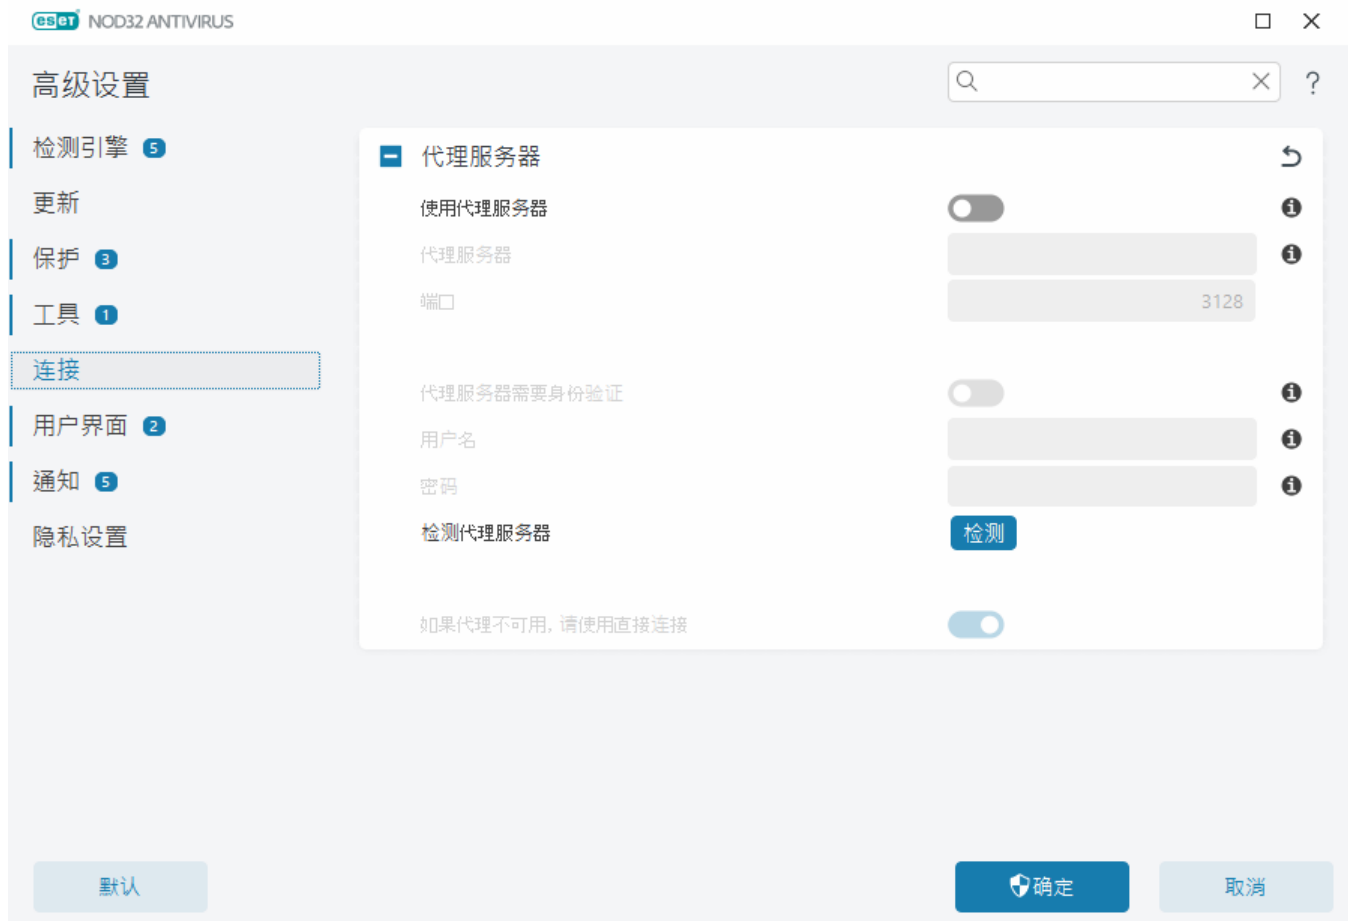 eset NOD32 ANTIVIRUS
高级设置
?
检测引擎 5
更新
保护 3
工具 1
连接
用户界面 2
通知 5
隐私设置
代理服务器
使用代理服务器
代理服务器
端口 3128
代理服务器需要身份验证
用户名
密码
检测代理服务器 检测
如果代理不可用, 请使用直接连接
默认 确定 取消